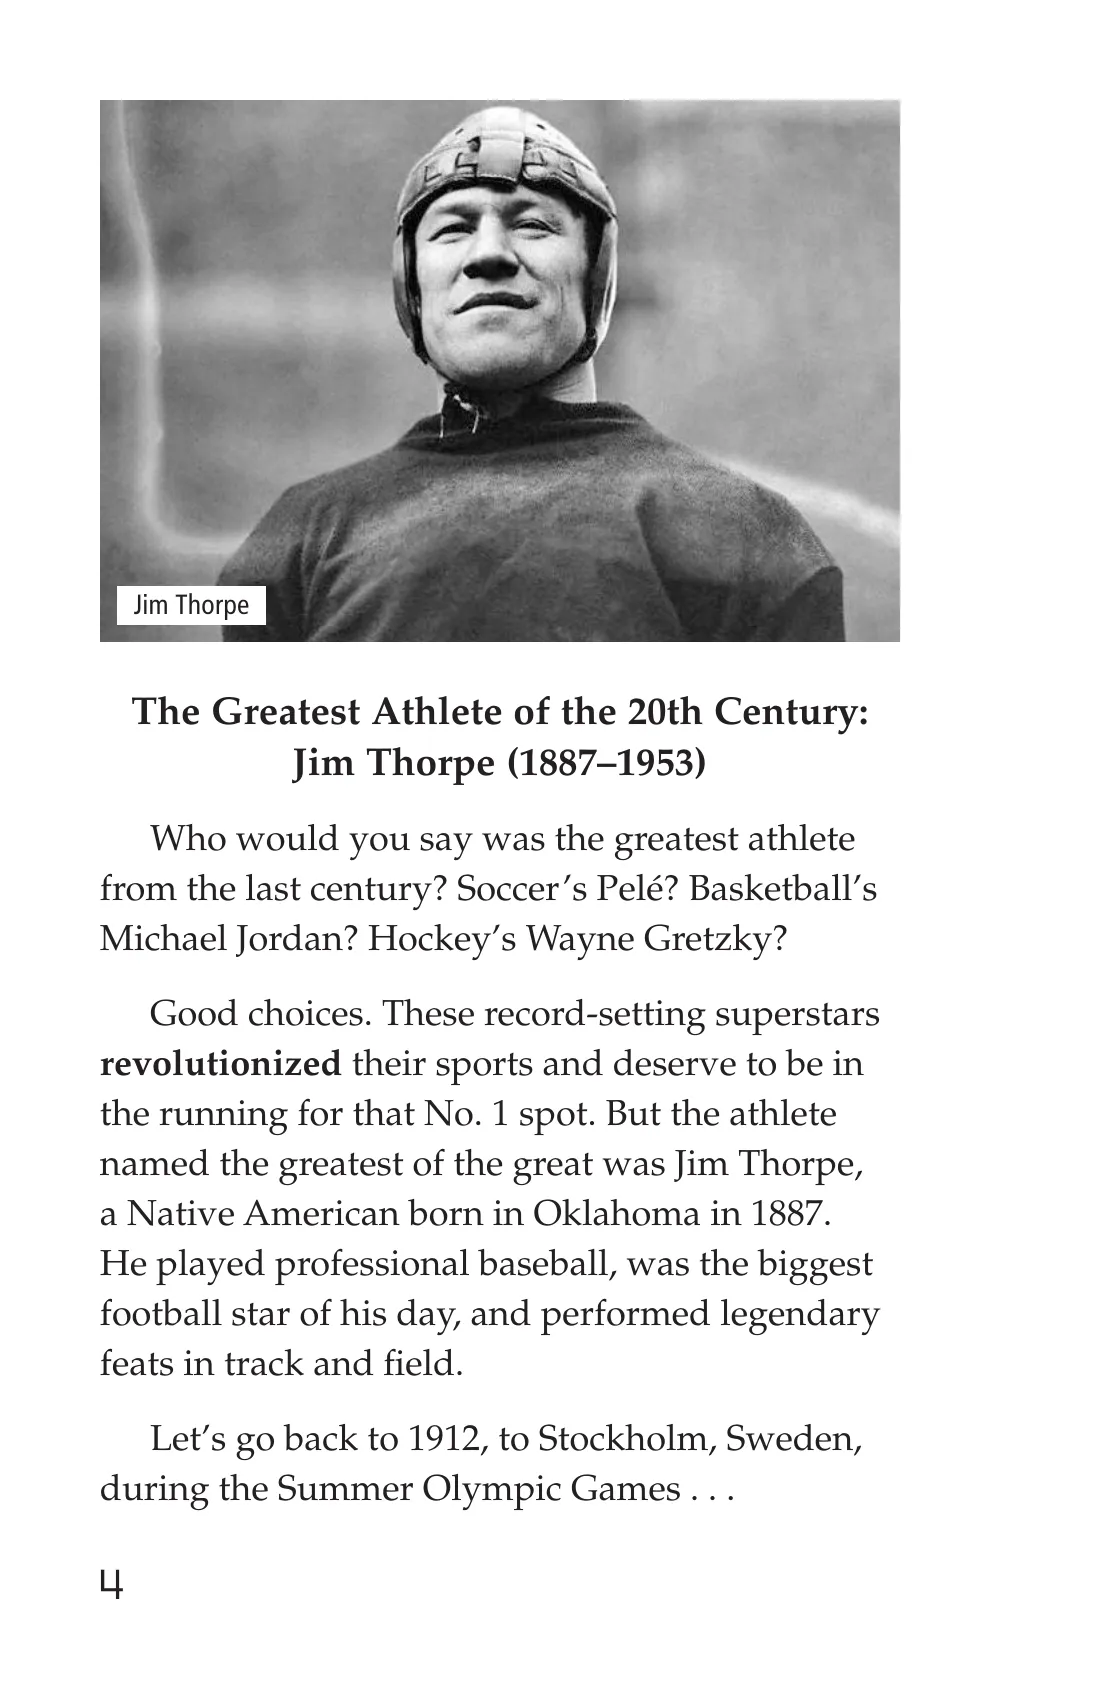 Jim Thorpe
The Greatest Athlete of the 20th Century:
Jim Thorpe (1887–1953)
Who would you say was the greatest athlete
from the last century? Soccer’s Pelé? Basketball’s
Michael Jordan? Hockey’s Wayne Gretzky?
Good choices. These record-setting superstars
revolutionized their sports and deserve to be in
the running for that No. 1 spot. But the athlete
named the greatest of the great was Jim Thorpe,
a Native American born in Oklahoma in 1887.
He played professional baseball, was the biggest
football star of his day, and performed legendary
feats in track and field.
Let’s go back to 1912, to Stockholm, Sweden,
during the Summer Olympic Games . . .
4